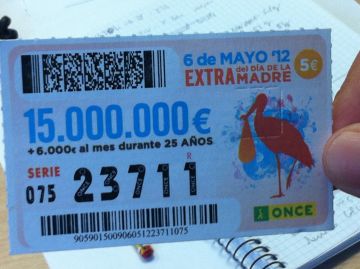 6 de MAYO '12
EXTRA del DÍA DE LA MADRE
5€
15.000.000€
+6.000€ al mes durante 25 AÑOS
SERIE
075
23711
R
ONCE
905901500906051223711075